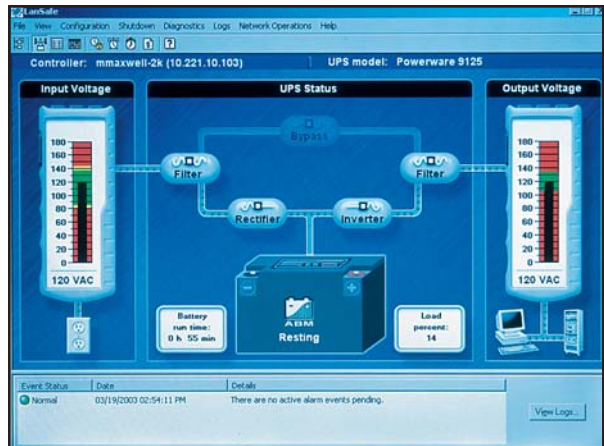 LanSafe
File View Configuration Shutdown Diagnostics Logs Network Operations Help
Controller: mmaxwell-2k (10.221.10.103) UPS model: Powerware 9125
Input Voltage
UPS Status
Output Voltage
180
160
140
120
100
80
60
40
20
0
120 VAC
Bypass
Filter
Filter
Rectifier
Inverter
Battery
run time:
0 h 55 min
ABM
Resting
Load
percent:
14
180
160
140
120
100
80
60
40
20
0
120 VAC
Event Status Date Details
Normal 03/19/2003 02:54:11 PM There are no active alarm events pending.
View Logs...